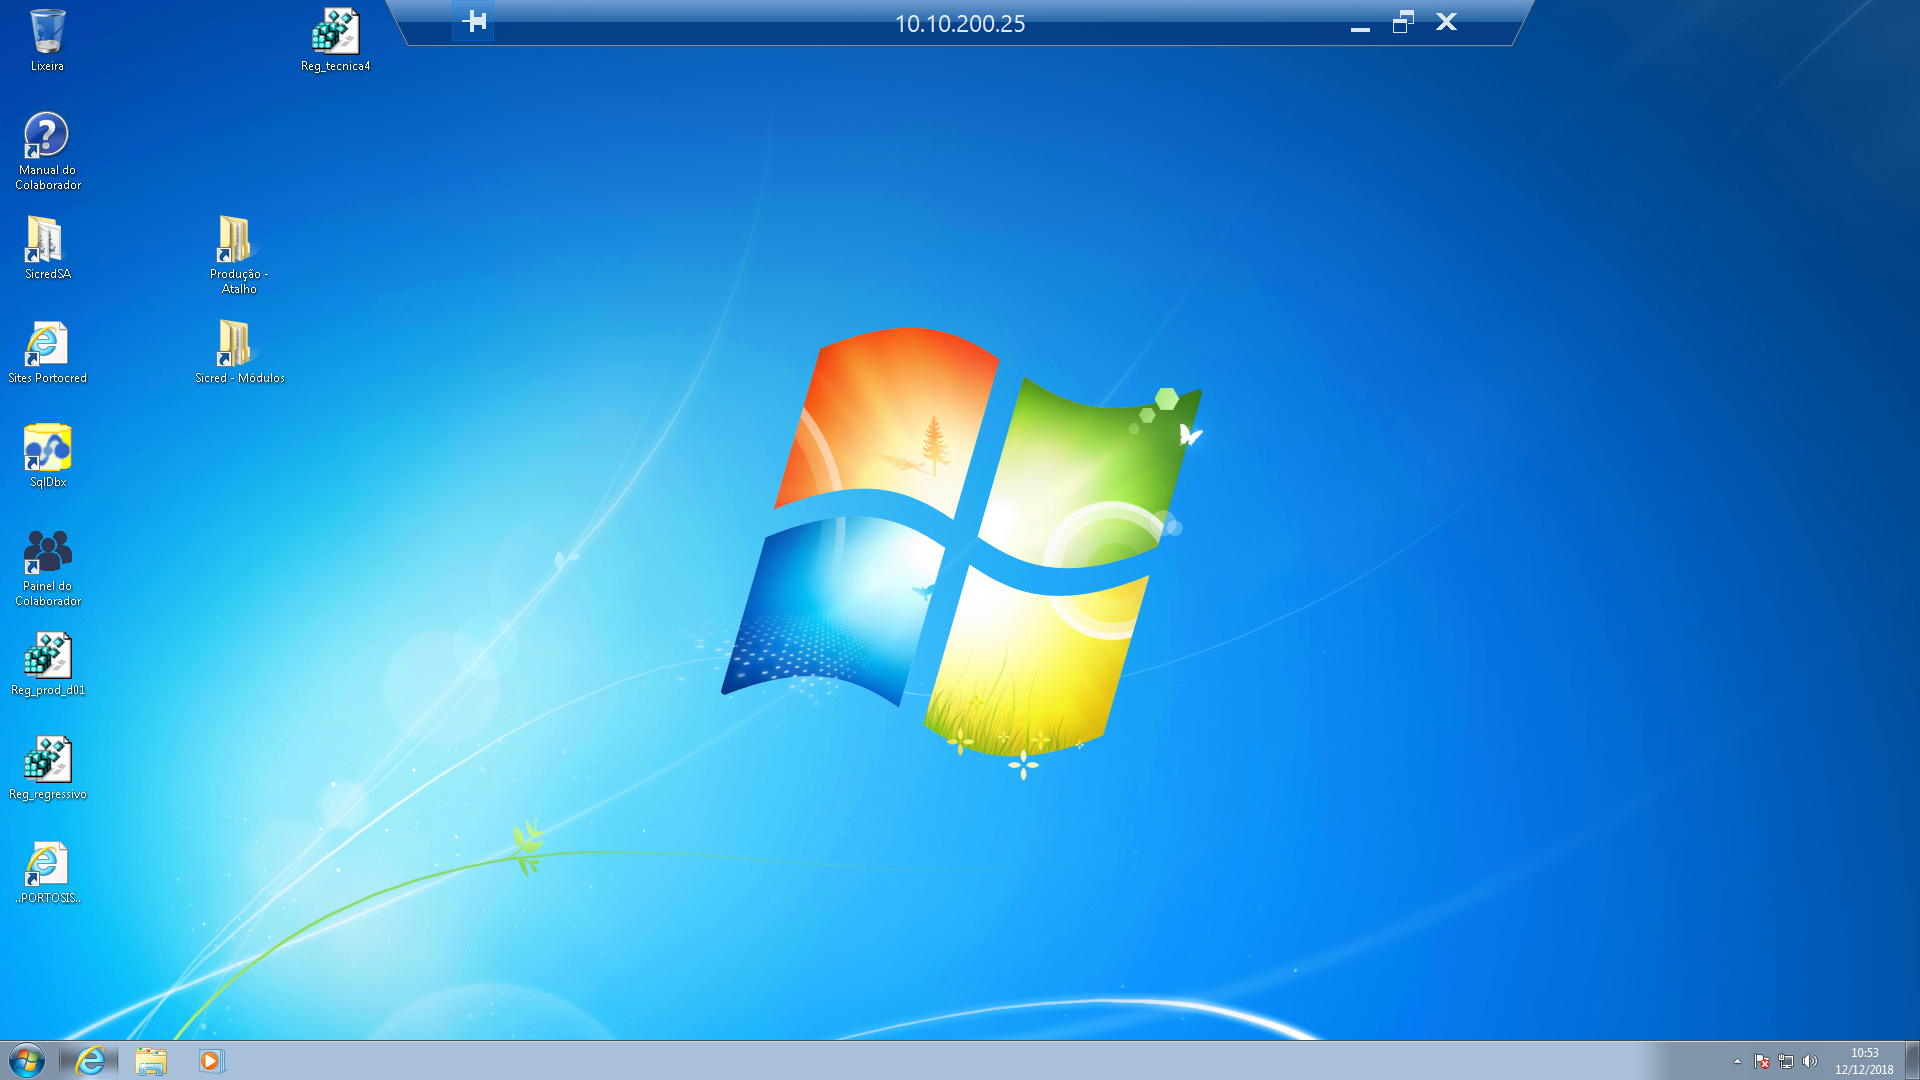 10.10.200.25
Lixeira
Reg_tecnica4
Manual do
Colaborador
SicredSA
Produção -
Atalho
Sites Portocred
Sicred - Módulos
SqlDbx
Painel do
Colaborador
Reg_prod_d01
Reg_regressivo
..PORTOSIS..
10:53
12/12/2018